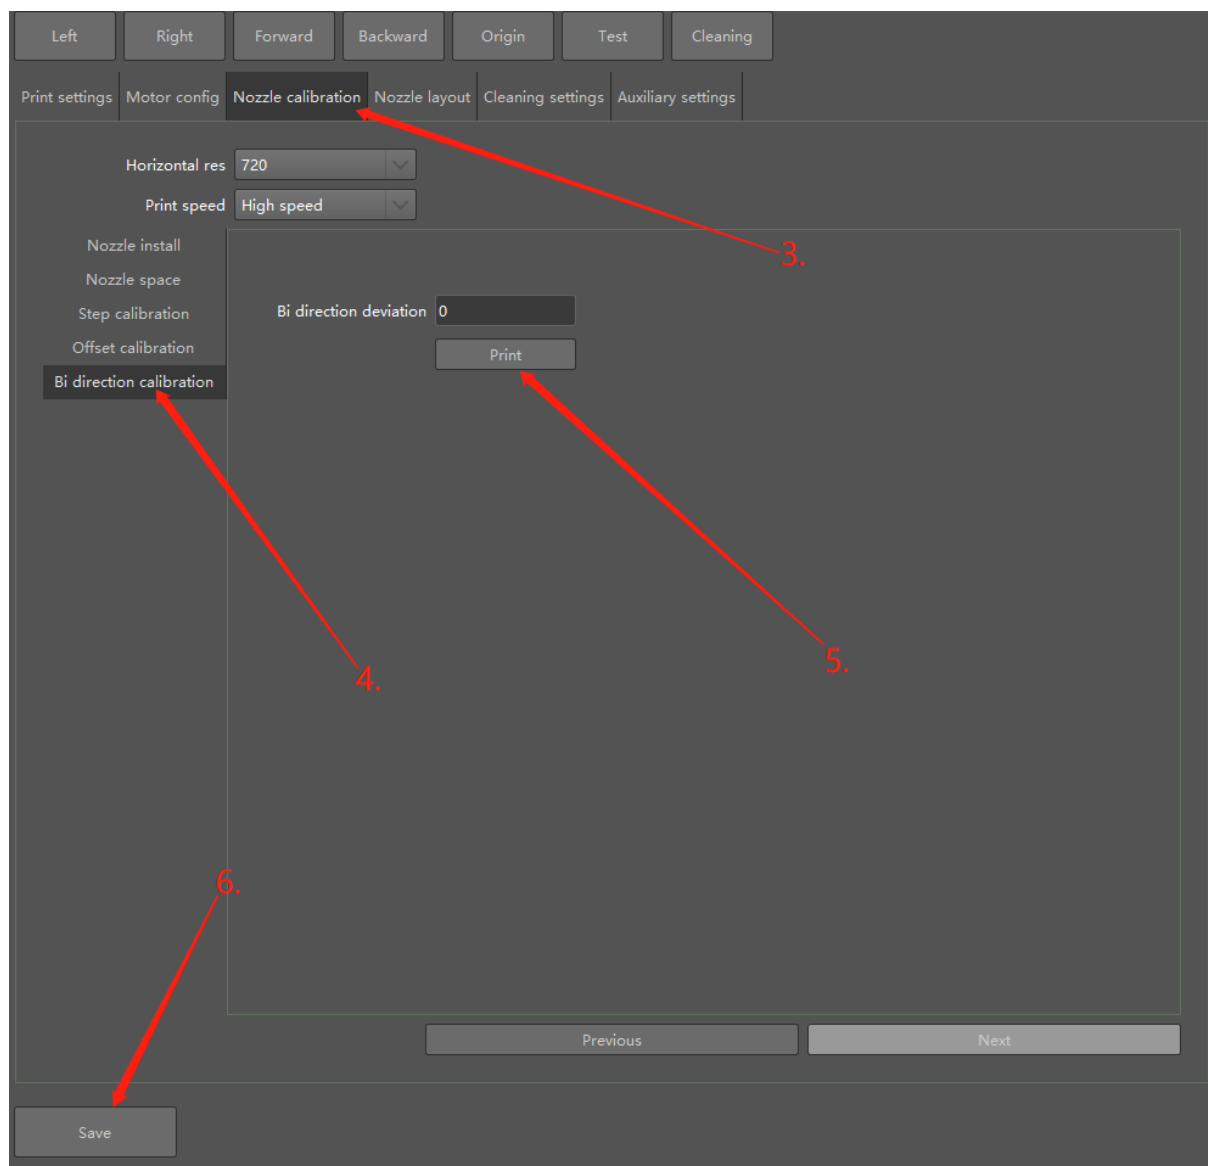 Left Right Forward Backward Origin Test Cleaning
Print settings Motor config Nozzle calibration Nozzle layout Cleaning settings Auxiliary settings
Horizontal res 720
Print speed High speed
3.
Nozzle install
Nozzle space
Step calibration
Offset calibration
Bi direction calibration
Bi direction deviation 0
Print
4.
5.
6.
Previous Next
Save